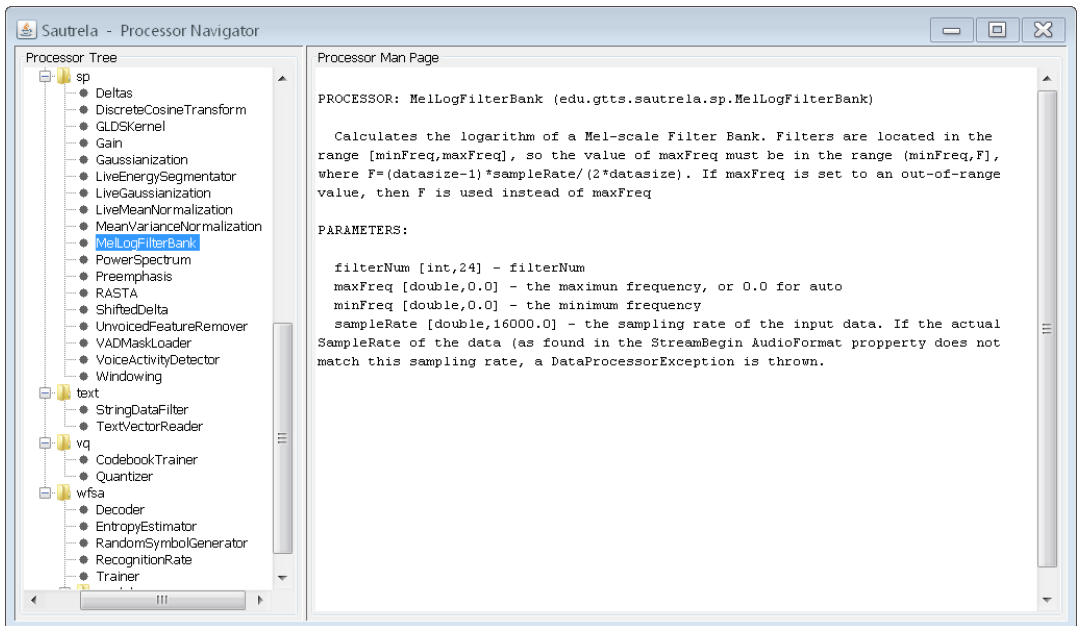 Sautrela - Processor Navigator
Processor Tree
sp
Deltas
DiscreteCosineTransform
GLDSKernel
Gain
Gaussianization
LiveEnergySegmentator
LiveGaussianization
LiveMeanNormalization
MeanVarianceNormalization
MelLogFilterBank
PowerSpectrum
Preemphasis
RASTA
ShiftedDelta
UnvoicedFeatureRemover
VADMaskLoader
VoiceActivityDetector
Windowing
text
StringDataFilter
TextVectorReader
vq
CodebookTrainer
Quantizer
wfsa
Decoder
EntropyEstimator
RandomSymbolGenerator
RecognitionRate
Trainer
Processor Man Page
PROCESSOR: MelLogFilterBank (edu.gtts.sautrela.sp.MelLogFilterBank)
Calculates the logarithm of a Mel-scale Filter Bank. Filters are located in the
range [minFreq,maxFreq], so the value of maxFreq must be in the range (minFreq,F],
where F=(datasize-1)*sampleRate/(2*datasize). If maxFreq is set to an out-of-range
value, then F is used instead of maxFreq
PARAMETERS:
filterNum [int,24] - filterNum
maxFreq [double,0.0] - the maximun frequency, or 0.0 for auto
minFreq [double,0.0] - the minimum frequency
sampleRate [double,16000.0] - the sampling rate of the input data. If the actual
SampleRate of the data (as found in the StreamBegin AudioFormat propperty does not
match this sampling rate, a DataProcessorException is thrown.